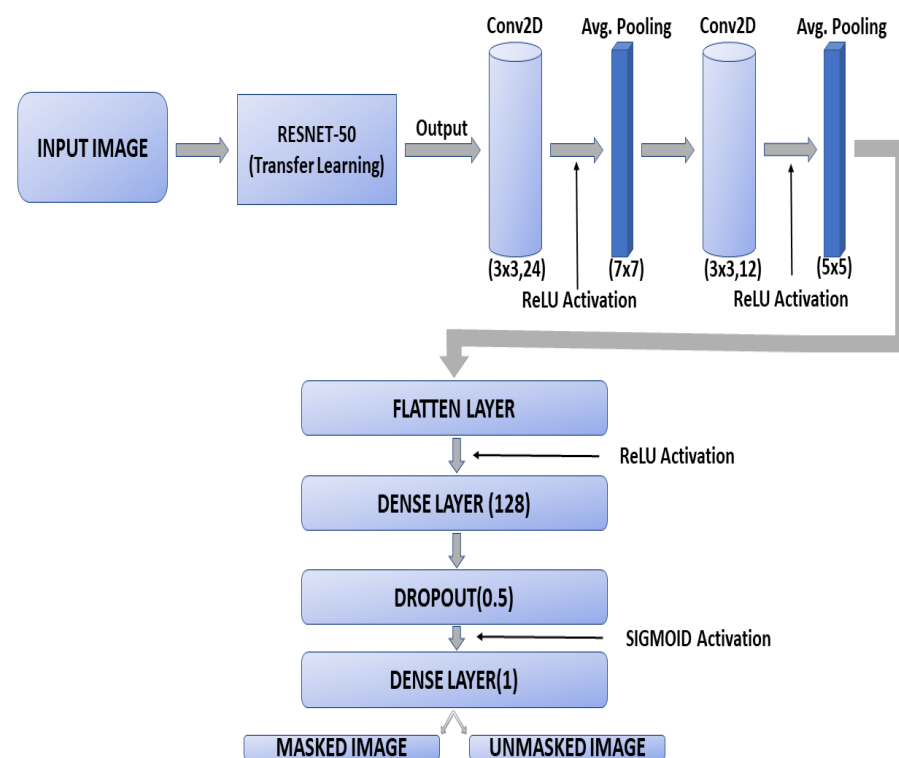 Conv2D
Avg. Pooling
Conv2D
Avg. Pooling
INPUT IMAGE
RESNET-50
(Transfer Learning)
Output
(3x3,24)
(7x7)
(3x3,12)
(5x5)
ReLU Activation
ReLU Activation
FLATTEN LAYER
ReLU Activation
DENSE LAYER (128)
DROPOUT(0.5)
SIGMOID Activation
DENSE LAYER(1)
MASKED IMAGE
UNMASKED IMAGE